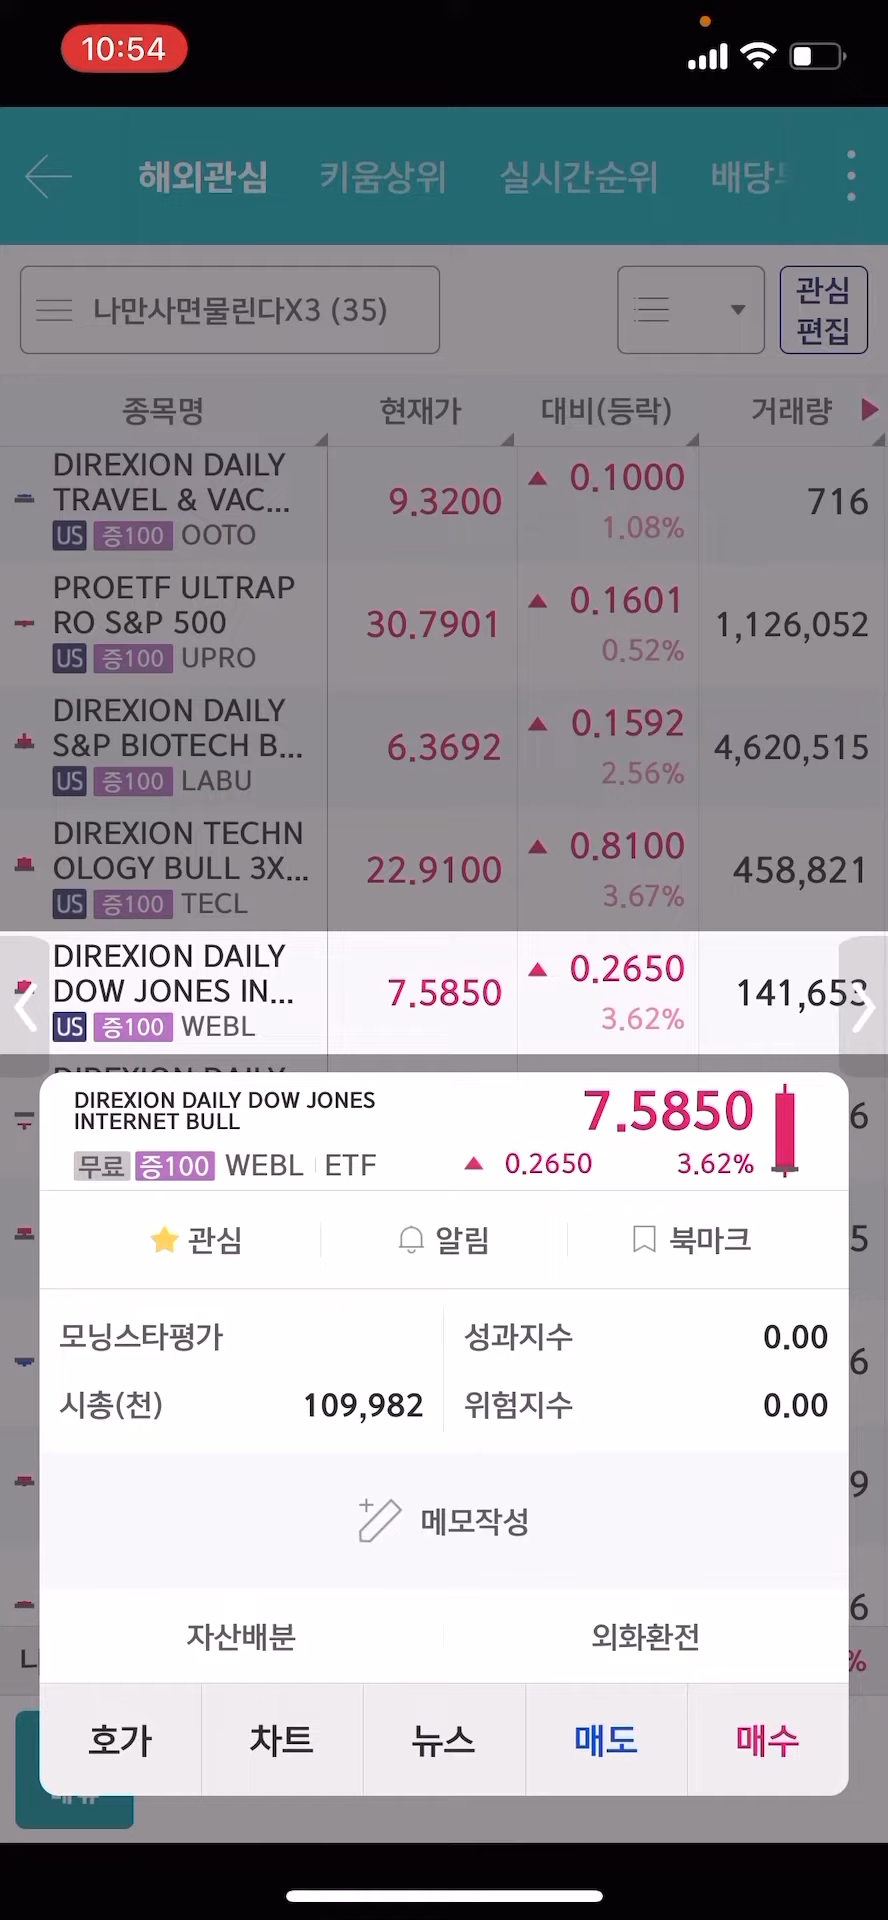 10:54
해외관심 키움상위 실시간순위 배당
나만사면물린다X3 (35)
관심
편집
종목명 현재가 대비(등락) 거래량
DIREXION DAILY
TRAVEL & VAC...
US 증100 OOTO
9.3200
0.1000
1.08%
716
PROETF ULTRAP
RO S&P 500
US 증100 UPRO
30.7901
0.1601
0.52%
1,126,052
DIREXION DAILY
S&P BIOTECH B...
US 증100 LABU
6.3692
0.1592
2.56%
4,620,515
DIREXION TECHN
OLOGY BULL 3X...
US 증100 TECL
22.9100
0.8100
3.67%
458,821
DIREXION DAILY
DOW JONES IN...
US 증100 WEBL
7.5850
0.2650
3.62%
141,653
DIREXION DAILY DOW JONES
INTERNET BULL
7.5850
무료 증100 WEBL ETF
0.2650 3.62%
6
관심 알림 북마크
5
모닝스타평가
성과지수 0.00
6
시총(천) 109,982
위험지수 0.00
9
메모작성
6
자산배분 외화환전
%
호가 차트 뉴스 매도 매수